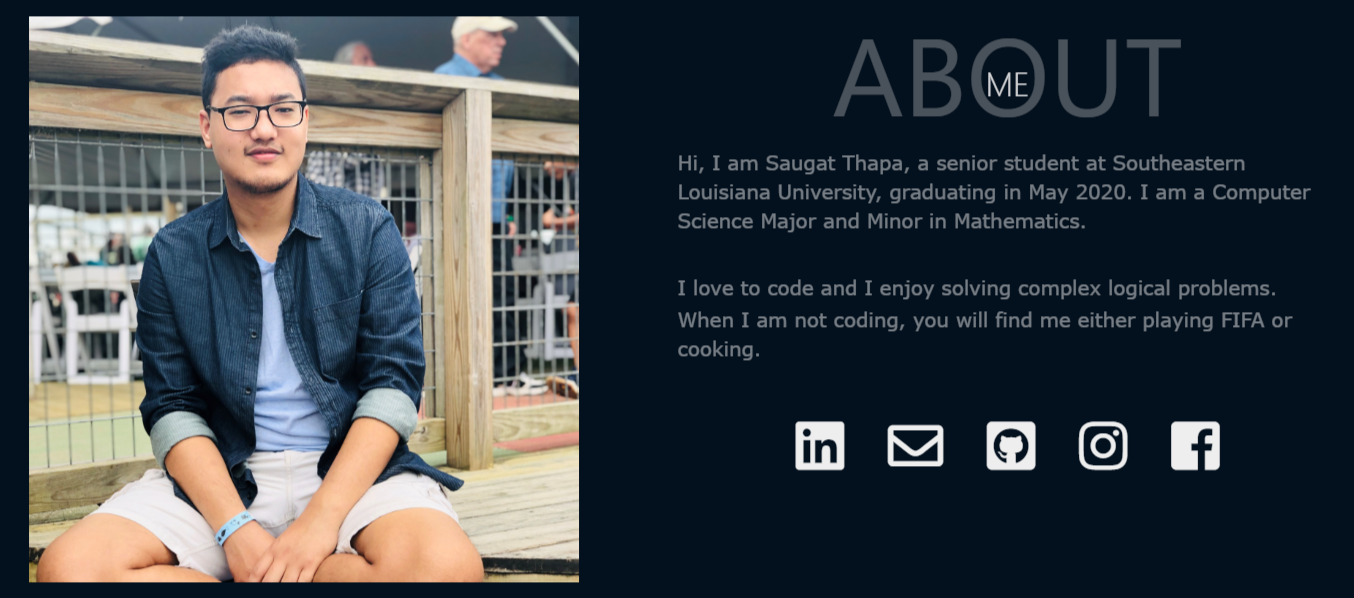 ABOUT
ME
Hi, I am Saugat Thapa, a senior student at Southeastern
Louisiana University, graduating in May 2020. I am a Computer
Science Major and Minor in Mathematics.
I love to code and I enjoy solving complex logical problems.
When I am not coding, you will find me either playing FIFA or
cooking.